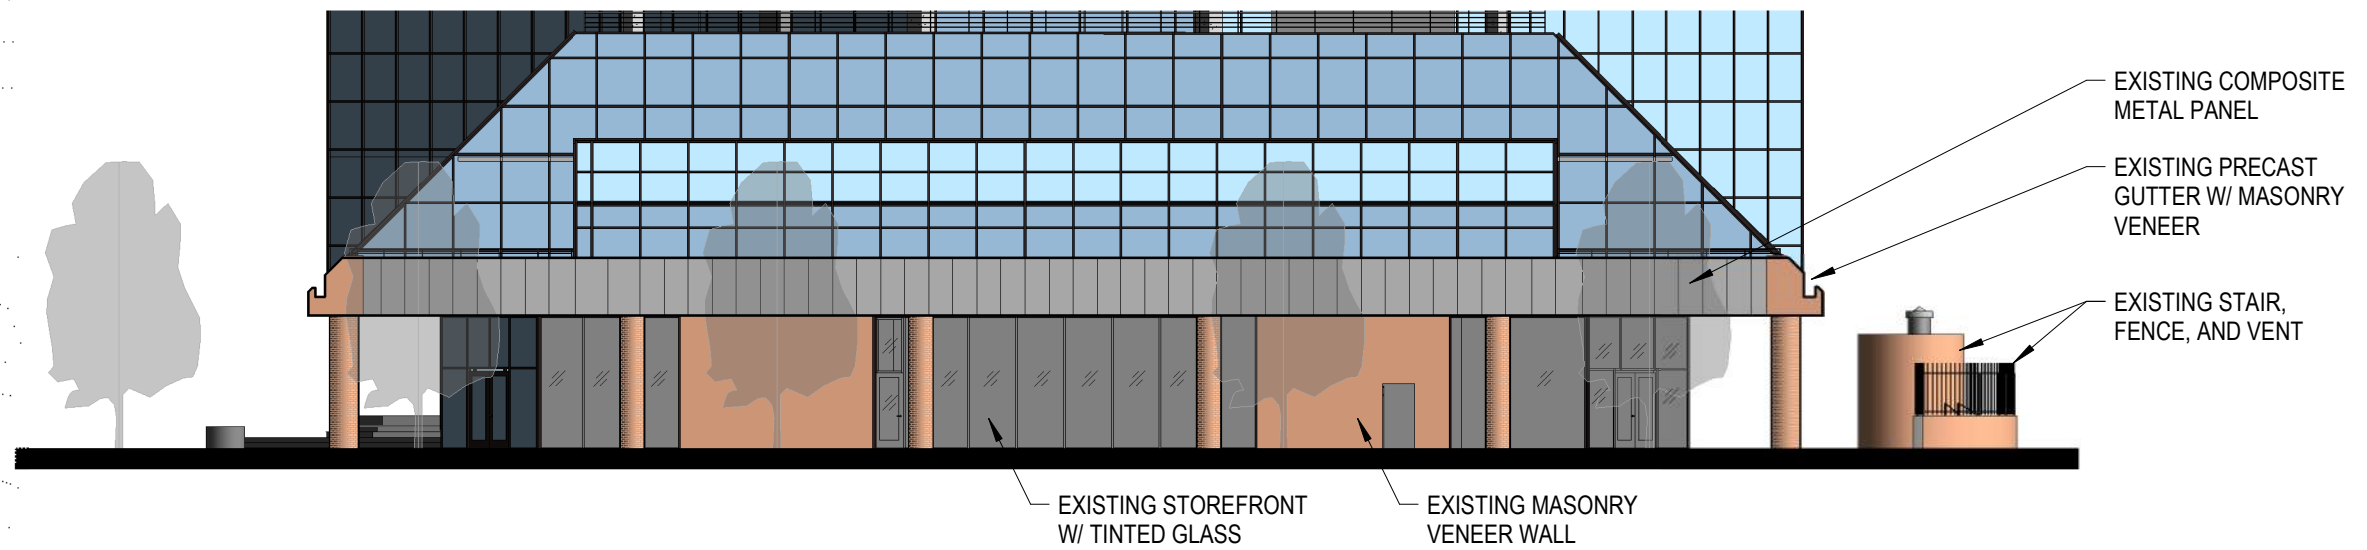 EXISTING COMPOSITE
METAL PANEL
EXISTING PRECAST
GUTTER W/ MASONRY
VENEER
EXISTING STAIR,
FENCE, AND VENT
EXISTING STOREFRONT
W/ TINTED GLASS
EXISTING MASONRY
VENEER WALL